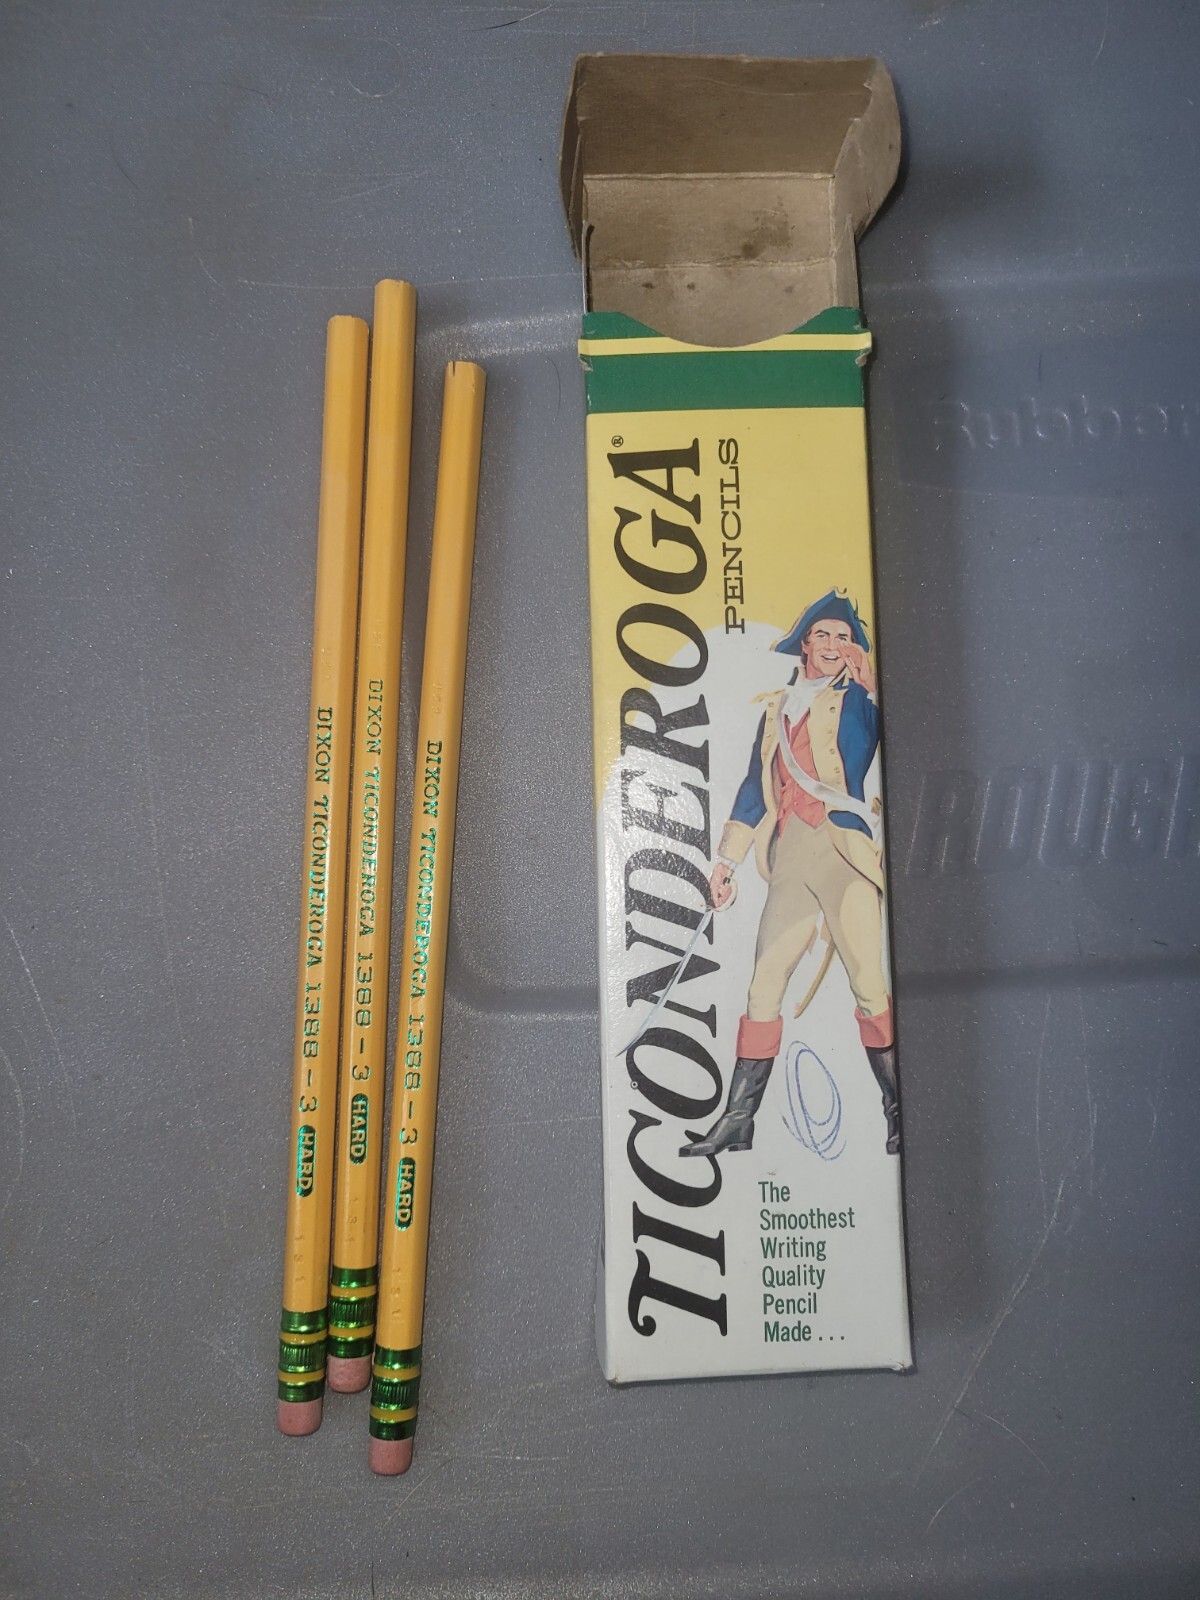 DIXON TICONDEROGA 1388 - 3 HARD
DIXON TICONDEROGA 1388 - 3 HARD
DIXON TICONDEROGA 1388 - 3 HARD
TICONDEROGA®
PENCILS
The
Smoothest
Writing
Quality
Pencil
Made...